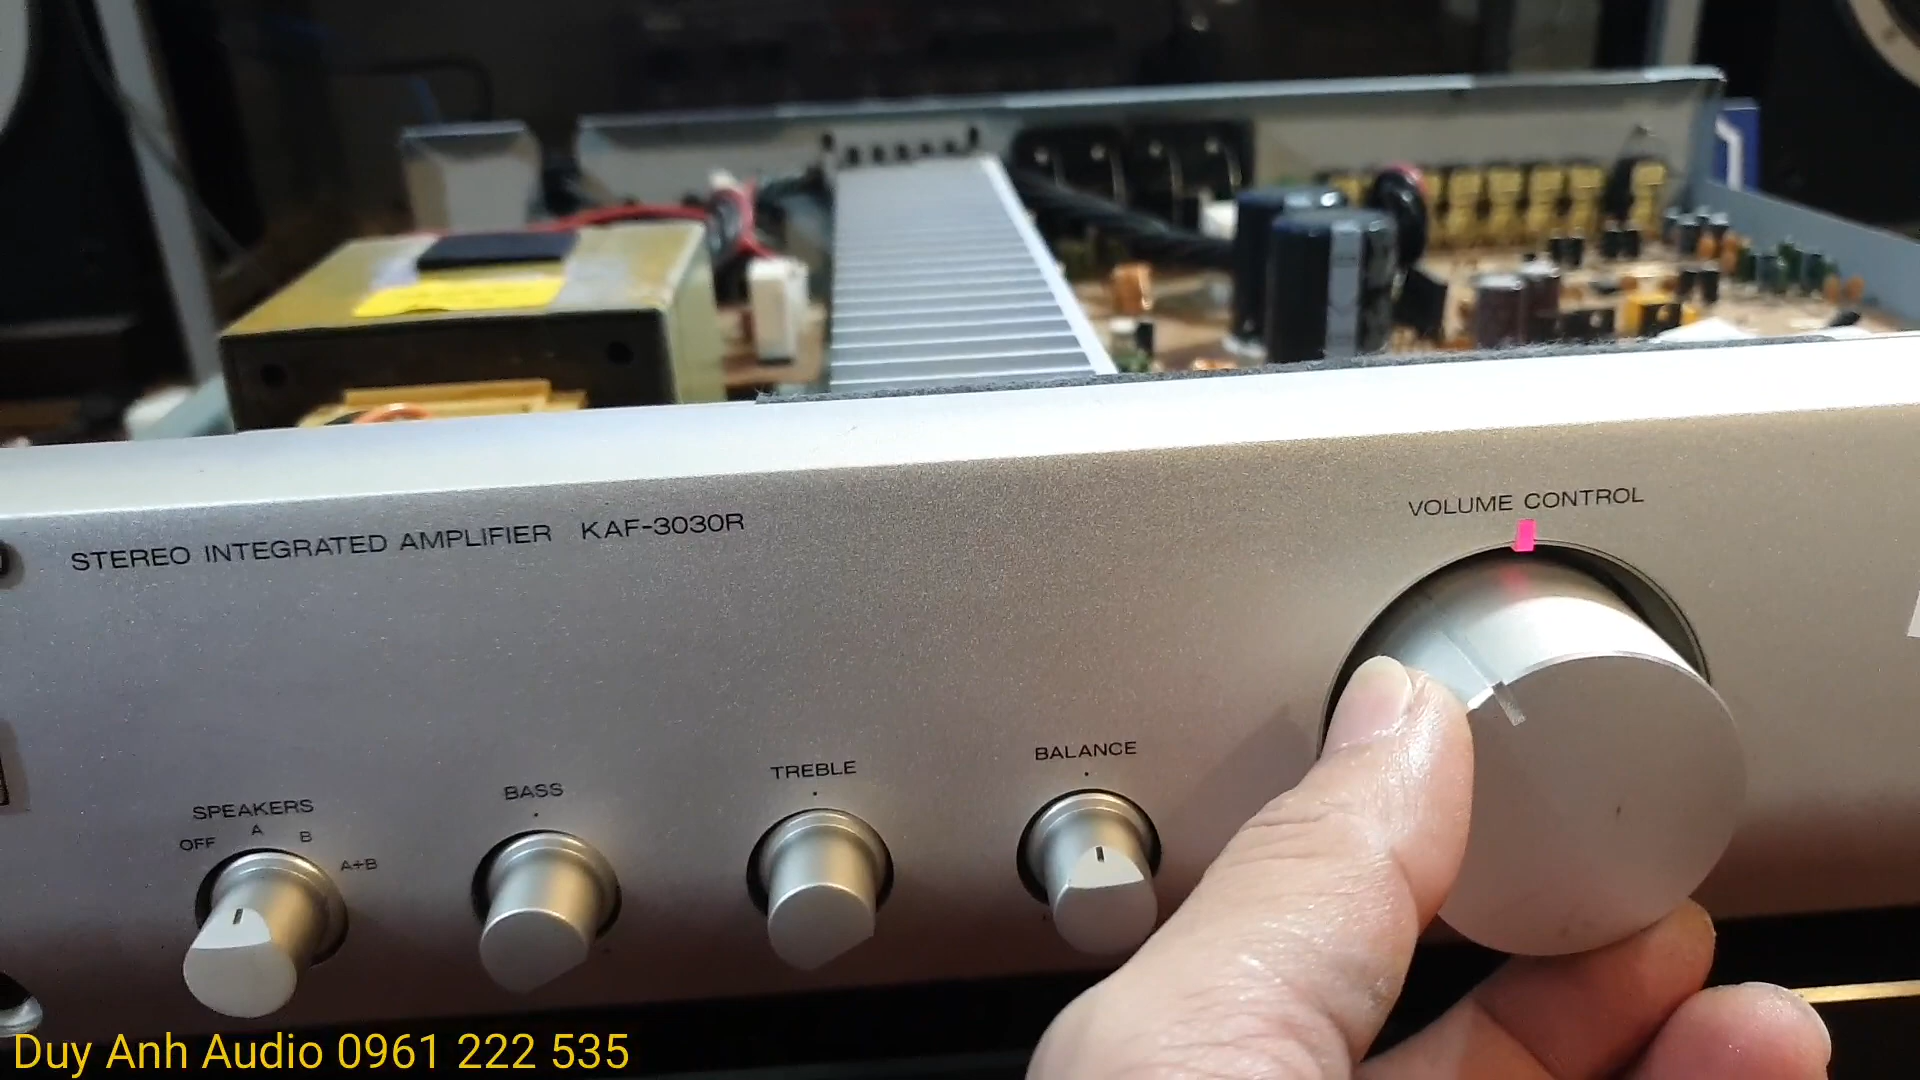 STEREO INTEGRATED AMPLIFIER KAF-3030R
VOLUME CONTROL
SPEAKERS
OFF A B A+B
BASS
TREBLE
BALANCE
Duy Anh Audio 0961 222 535